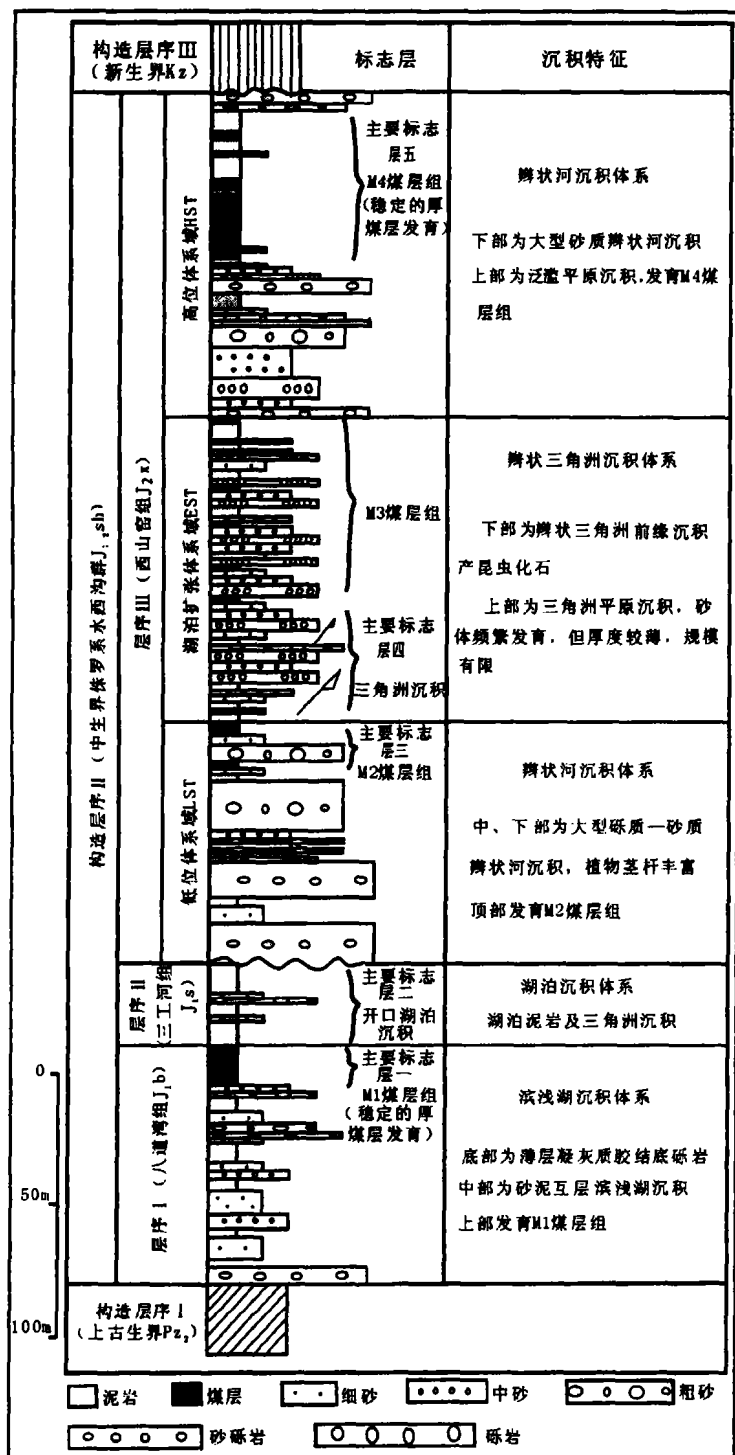 构造层序III
(新生界Kz)
标志层
沉积特征
构造层序II (中生界侏罗系水西沟群J₁₋₂sh)
层序III (西山窑组J₂x)
高位体系域HST
主要标志
层五
M4煤层组
(稳定的厚
煤层发育)
辫状河沉积体系
下部为大型砂质辫状河沉积
上部为泛滥平原沉积,发育M4煤
层组
湖泊扩张体系域EST
M3煤层组
主要标志
层四
三角洲沉积
辫状三角洲沉积体系
下部为辫状三角洲前缘沉积
产昆虫化石
上部为三角洲平原沉积,砂
体频繁发育,但厚度较薄,规模
有限
低位体系域LST
主要标志
层三
M2煤层组
辫状河沉积体系
中、下部为大型砾质—砂质
辫状河沉积,植物茎杆丰富
顶部发育M2煤层组
层序II
(三工河组
J₁s)
主要标志
层二
开口湖泊
沉积
湖泊沉积体系
湖泊泥岩及三角洲沉积
层序I (八道湾组J₁b)
主要标志
层一
M1煤层组
(稳定的厚
煤层发育)
滨浅湖沉积体系
底部为薄层凝灰质胶结底砾岩
中部为砂泥互层滨浅湖沉积
上部发育M1煤层组
0
50m
100m
构造层序I
(上古生界Pz₂)
泥岩 煤层 细砂 中砂 粗砂
砂砾岩 砾岩